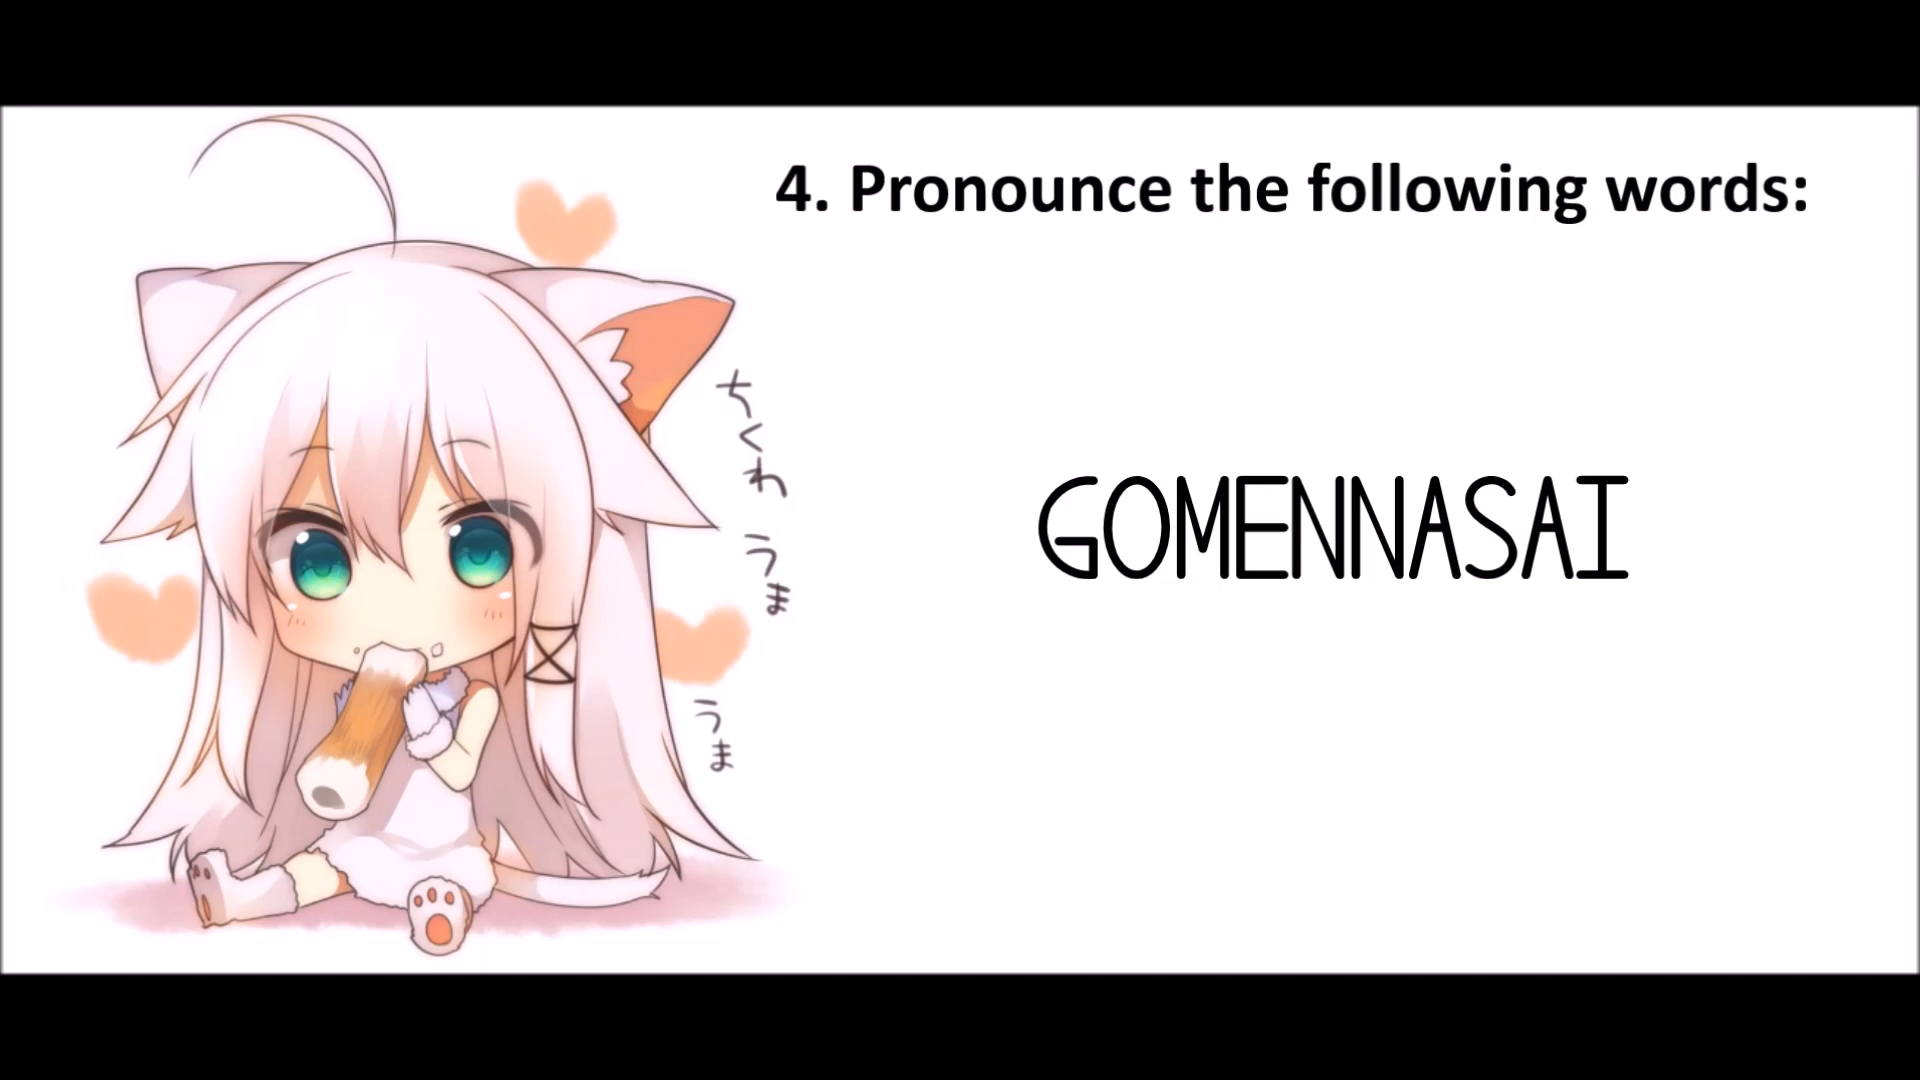 4. Pronounce the following words:
ちくわ
うま
うま
GOMENNASAI